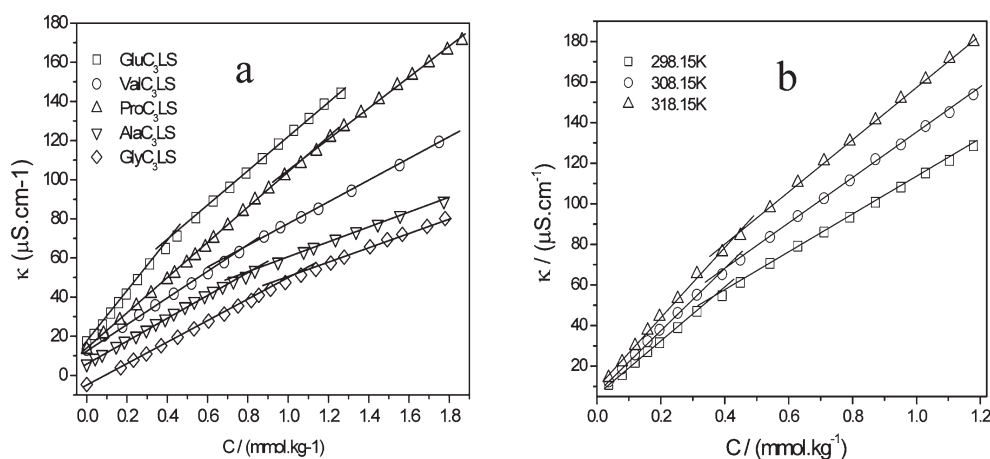 a
κ (μS.cm-1)
180
160
140
120
100
80
60
40
20
0
GluC₃LS
ValC₃LS
ProC₃LS
AlaC₃LS
GlyC₃LS
0.0 0.2 0.4 0.6 0.8 1.0 1.2 1.4 1.6 1.8
C / (mmol.kg-1)
b
κ / (μS.cm⁻¹)
180
160
140
120
100
80
60
40
20
298.15K
308.15K
318.15K
0.0 0.2 0.4 0.6 0.8 1.0 1.2
C / (mmol.kg⁻¹)